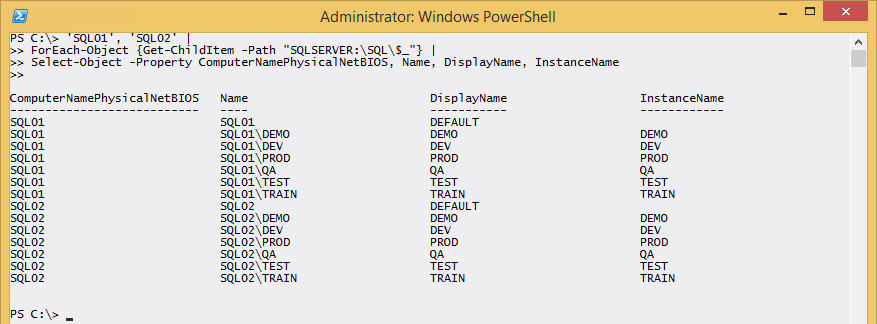 Administrator: Windows PowerShell
PS C:\> 'SQL01', 'SQL02' |
>> ForEach-Object {Get-ChildItem -Path "SQLSERVER:\SQL\$_"} |
>> Select-Object -Property ComputerNamePhysicalNetBIOS, Name, DisplayName, InstanceName
>>
ComputerNamePhysicalNetBIOS Name DisplayName InstanceName
--------------------------- ---- ----------- ------------
SQL01 SQL01 DEFAULT
SQL01 SQL01\DEMO DEMO DEMO
SQL01 SQL01\DEV DEV DEV
SQL01 SQL01\PROD PROD PROD
SQL01 SQL01\QA QA QA
SQL01 SQL01\TEST TEST TEST
SQL01 SQL01\TRAIN TRAIN TRAIN
SQL02 SQL02 DEFAULT
SQL02 SQL02\DEMO DEMO DEMO
SQL02 SQL02\DEV DEV DEV
SQL02 SQL02\PROD PROD PROD
SQL02 SQL02\QA QA QA
SQL02 SQL02\TEST TEST TEST
SQL02 SQL02\TRAIN TRAIN TRAIN
PS C:\> _